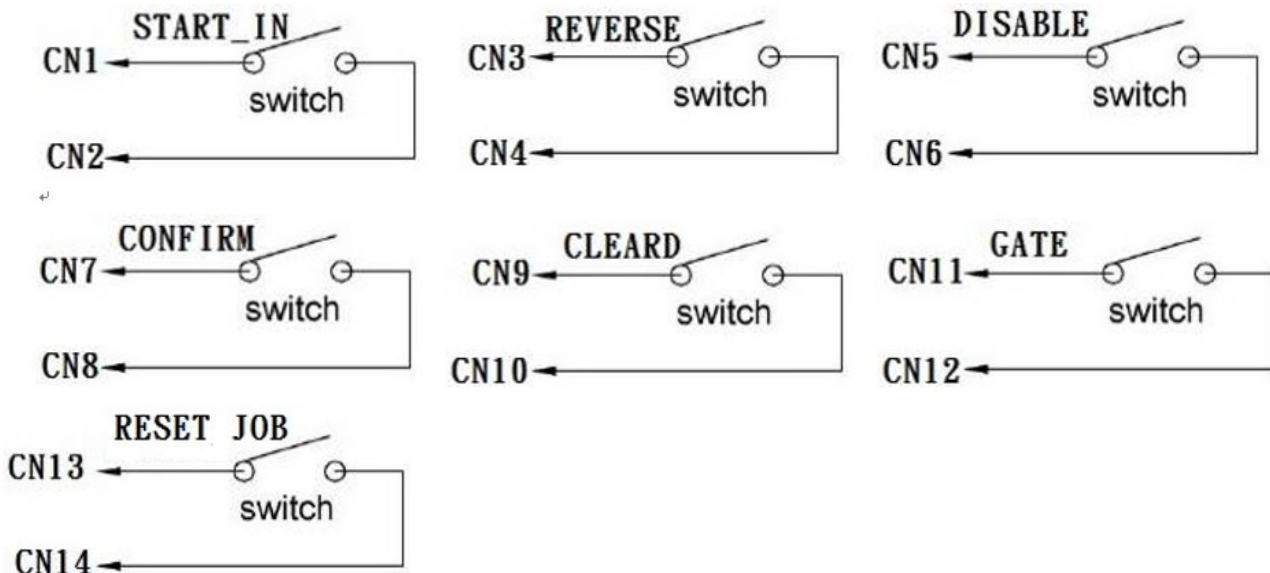 START_IN
CN1
switch
CN2
REVERSE
CN3
switch
CN4
DISABLE
CN5
switch
CN6
CONFIRM
CN7
switch
CN8
CLEARD
CN9
switch
CN10
GATE
CN11
switch
CN12
RESET JOB
CN13
switch
CN14